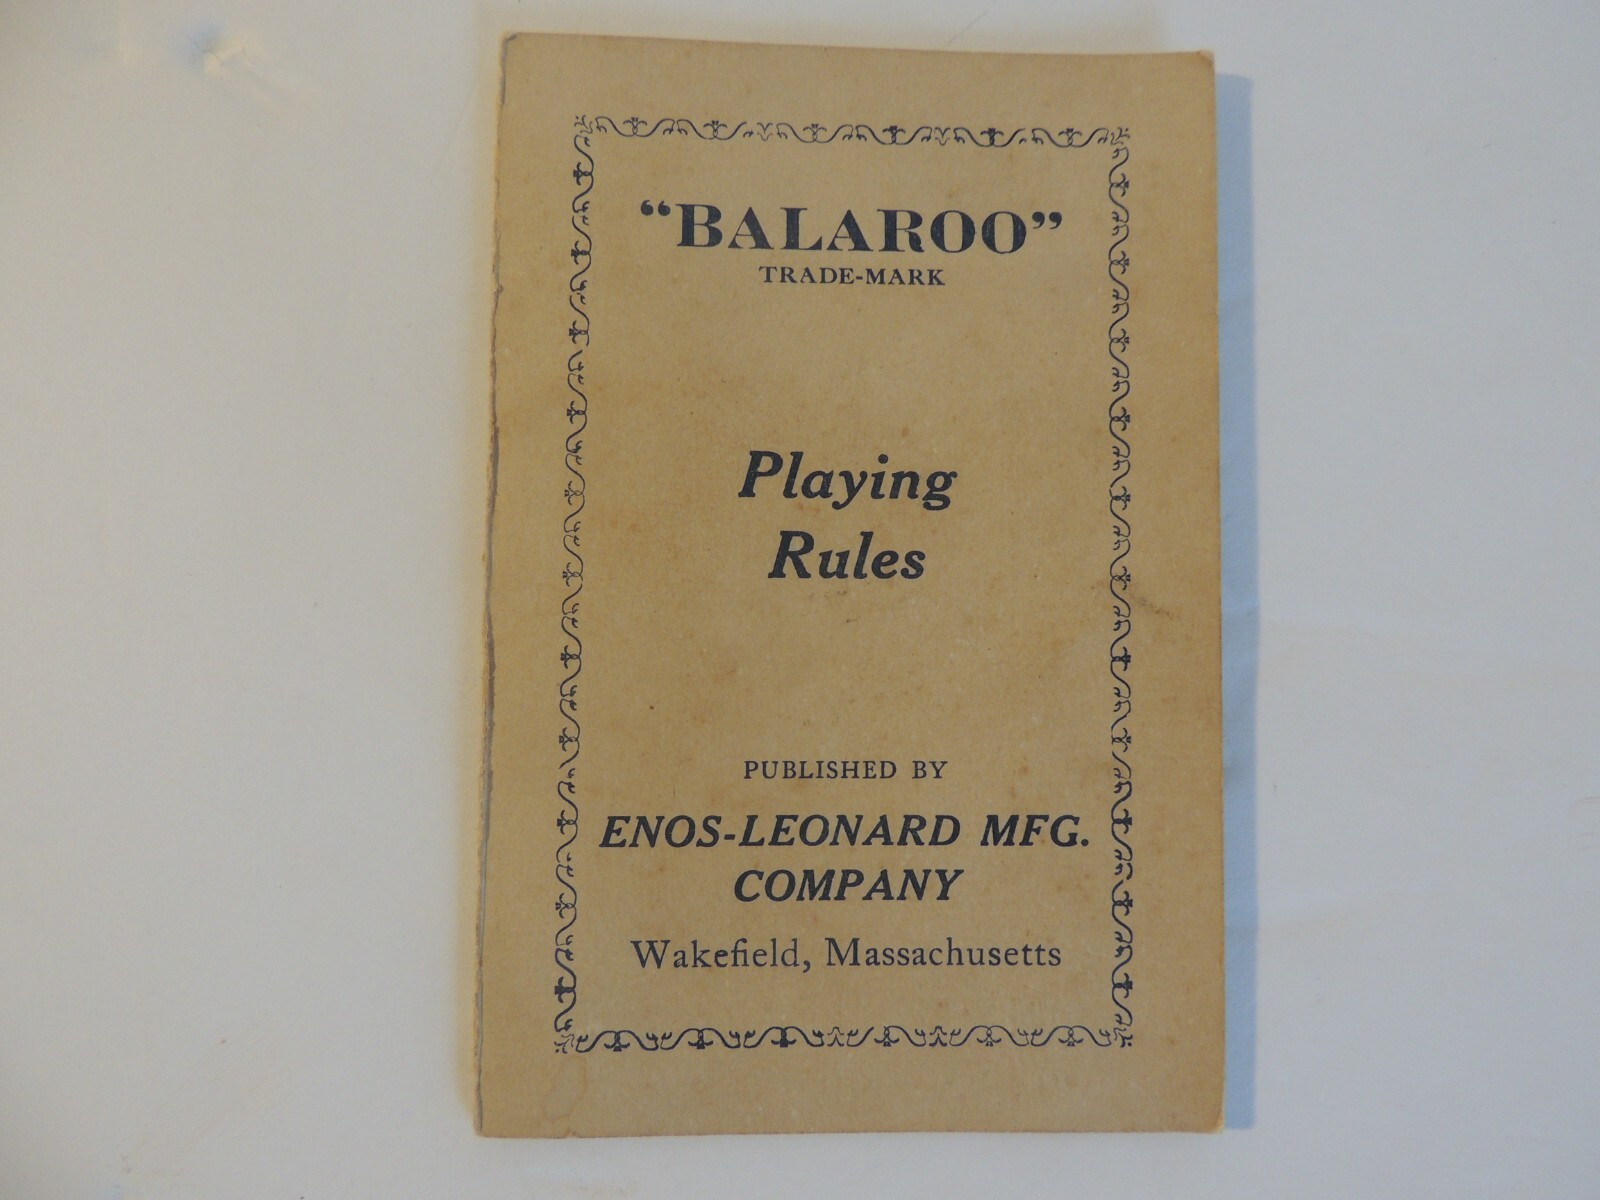 “BALAROO”
TRADE-MARK
Playing
Rules
PUBLISHED BY
ENOS-LEONARD MFG.
COMPANY
Wakefield, Massachusetts